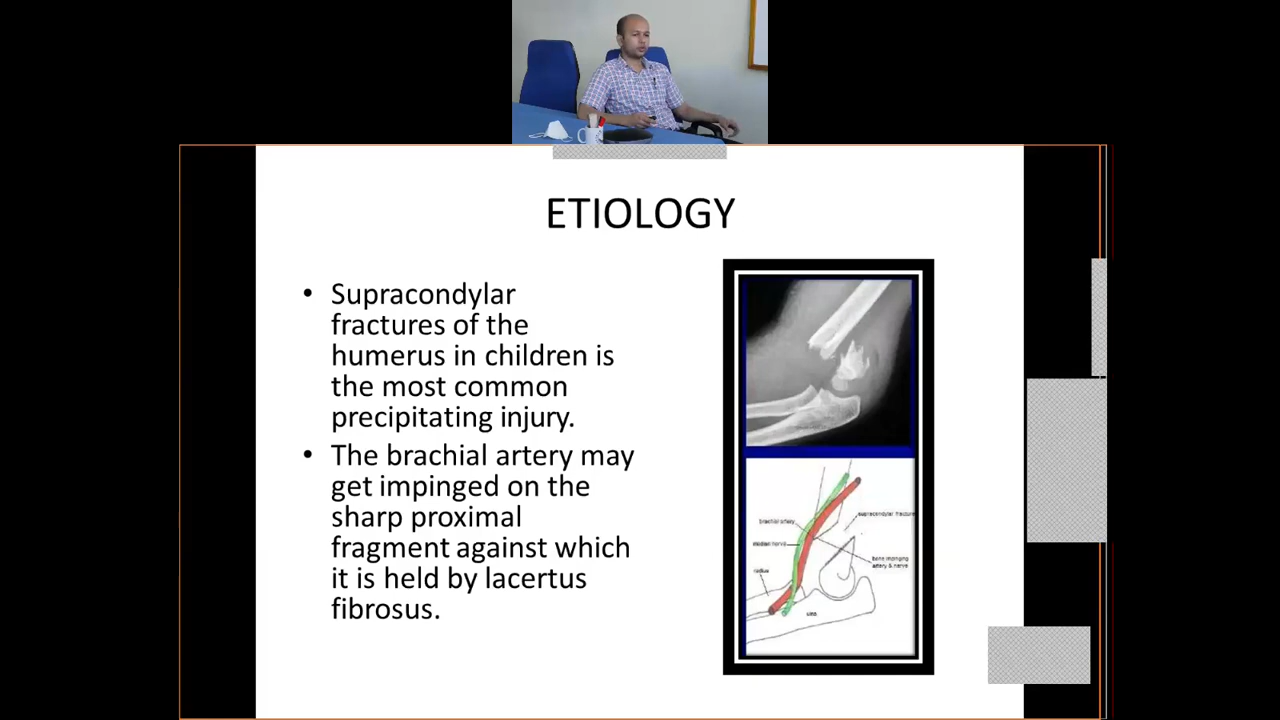 ETIOLOGY
• Supracondylar
fractures of the
humerus in children is
the most common
precipitating injury.
• The brachial artery may
get impinged on the
sharp proximal
fragment against which
it is held by lacertus
fibrosus.
brachial artery
median nerve
radius
supracondylar fracture
bone impinging
artery & nerve
ulna